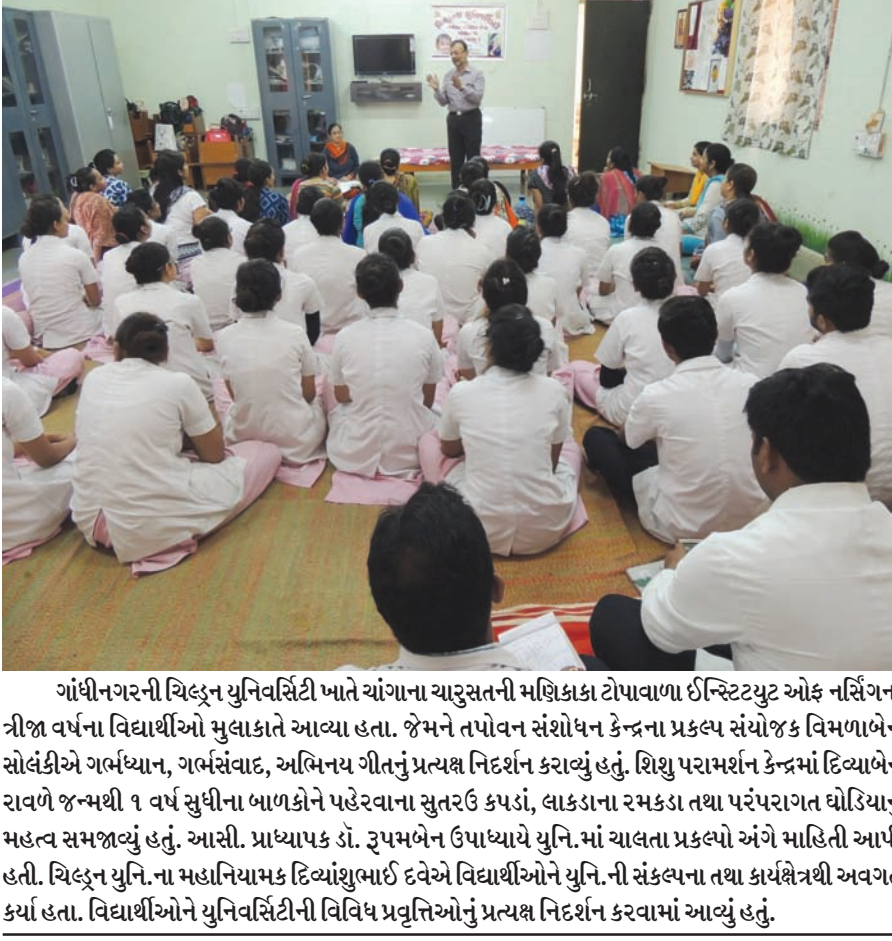 ગાંધીનગરની ચિલ્ડ્રન યુનિવર્સિટી ખાતે ચાંગાના ચારુસતની મણિકાકા ટોપાવાળા ઈન્સ્ટિટયુટ ઓફ નર્સિંગન
ત્રીજા વર્ષના વિદ્યાર્થીઓ મુલાકાતે આવ્યા હતા. જેમને તપોવન સંશોધન કેન્દ્રના પ્રકલ્પ સંયોજક વિમળાબેન
સોલંકીએ ગર્ભધ્યાન, ગર્ભસંવાદ, અભિનય ગીતનું પ્રત્યક્ષ નિદર્શન કરાવ્યું હતું. શિશુ પરામર્શન કેન્દ્રમાં દિવ્યાબેન
રાવળે જન્મથી ૧ વર્ષ સુધીના બાળકોને પહેરવાના સુતરઉ કપડાં, લાકડાના રમકડા તથા પરંપરાગત ઘોડિયાનુ
મહત્વ સમજાવ્યું હતું. આસી. પ્રાધ્યાપક ડૉ. રૂપમબેન ઉપાધ્યાયે યુનિ.માં ચાલતા પ્રકલ્પો અંગે માહિતી આપી
હતી. ચિલ્ડ્રન યુનિ.ના મહાનિયામક દિવ્યાંશુભાઈ દવેએ વિદ્યાર્થીઓને યુનિ.ની સંકલ્પના તથા કાર્યક્ષેત્રથી અવગત
કર્યા હતા. વિદ્યાર્થીઓને યુનિવર્સિટીની વિવિધ પ્રવૃત્તિઓનું પ્રત્યક્ષ નિદર્શન કરવામાં આવ્યું હતું.